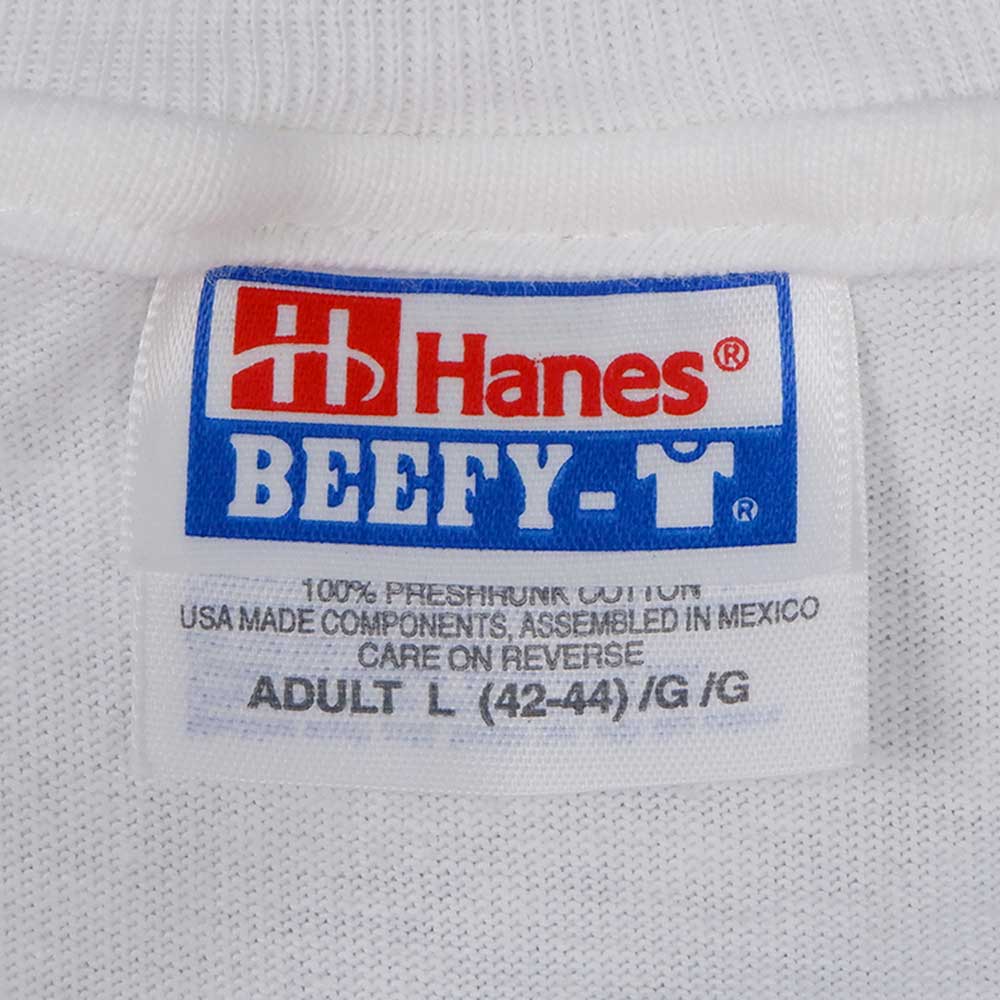 Hanes®
BEEFY-T®
100% PRESHRUNK COTTON
USA MADE COMPONENTS, ASSEMBLED IN MEXICO
CARE ON REVERSE
ADULT L (42-44) /G /G